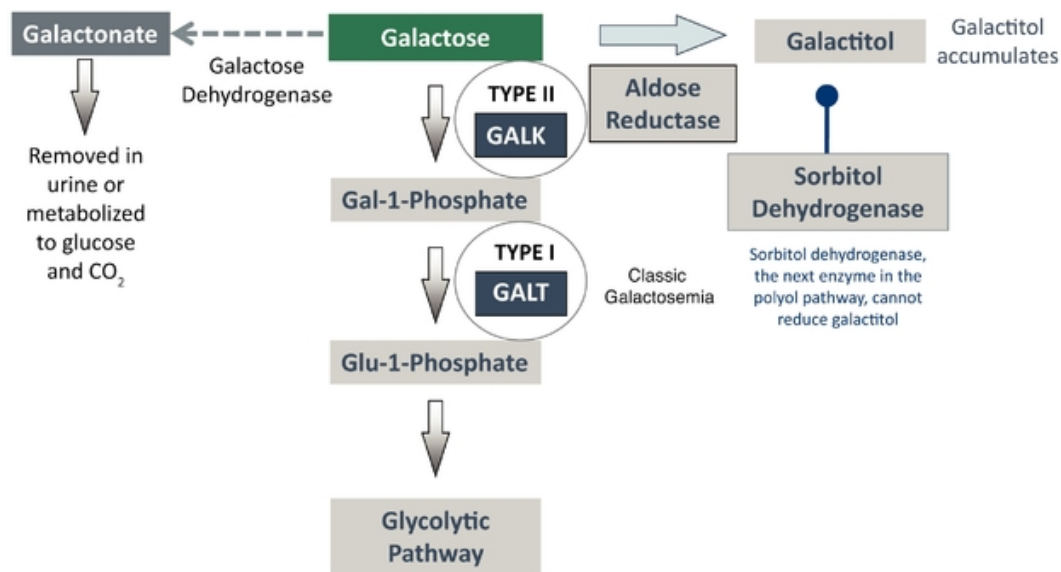 Galactonate
Galactose
Galactitol
Galactitol
accumulates
Galactose
Dehydrogenase
TYPE II
GALK
Aldose
Reductase
Removed in
urine or
metabolized
to glucose
and CO₂
Gal-1-Phosphate
Sorbitol
Dehydrogenase
TYPE I
GALT
Classic
Galactosemia
Sorbitol dehydrogenase,
the next enzyme in the
polyol pathway, cannot
reduce galactitol
Glu-1-Phosphate
Glycolytic
Pathway